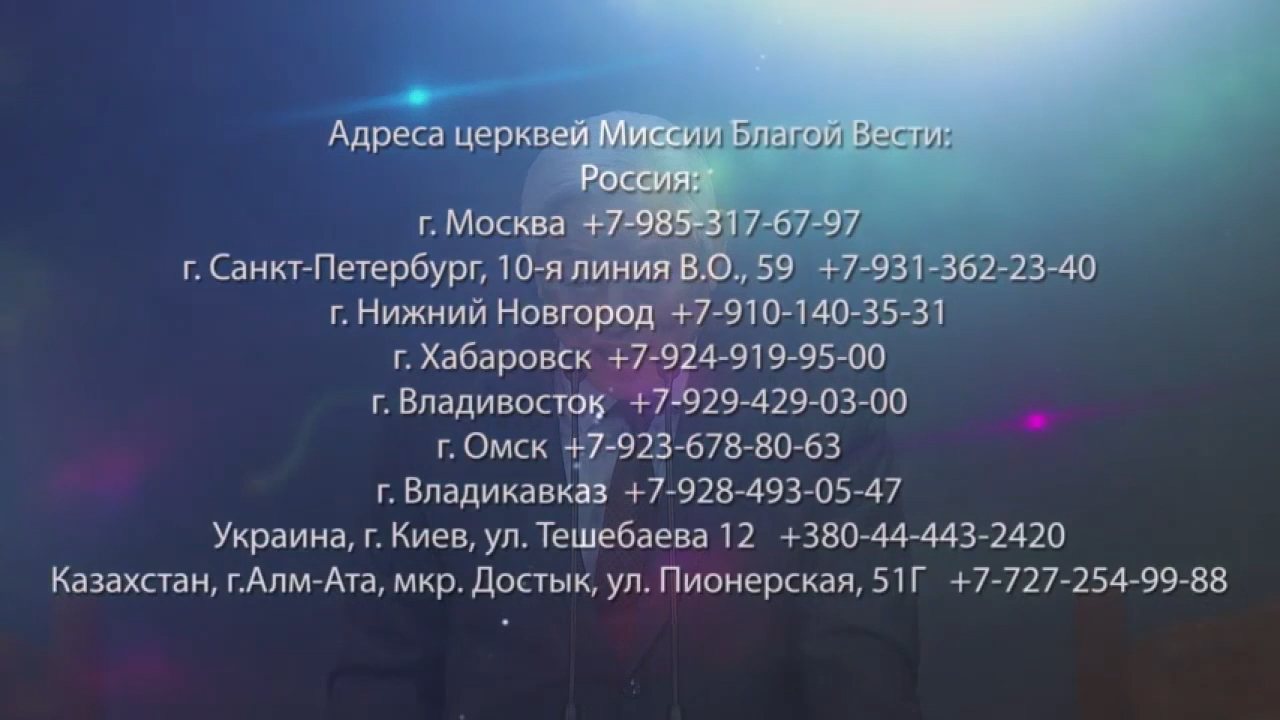 Адреса церквей Миссии Благой Вести:
Россия:
г. Москва +7-985-317-67-97
г. Санкт-Петербург, 10-я линия В.О., 59 +7-931-362-23-40
г. Нижний Новгород +7-910-140-35-31
г. Хабаровск +7-924-919-95-00
г. Владивосток +7-929-429-03-00
г. Омск +7-923-678-80-63
г. Владикавказ +7-928-493-05-47
Украина, г. Киев, ул. Тешебаева 12 +380-44-443-2420
Казахстан, г.Алм-Ата, мкр. Достык, ул. Пионерская, 51Г +7-727-254-99-88